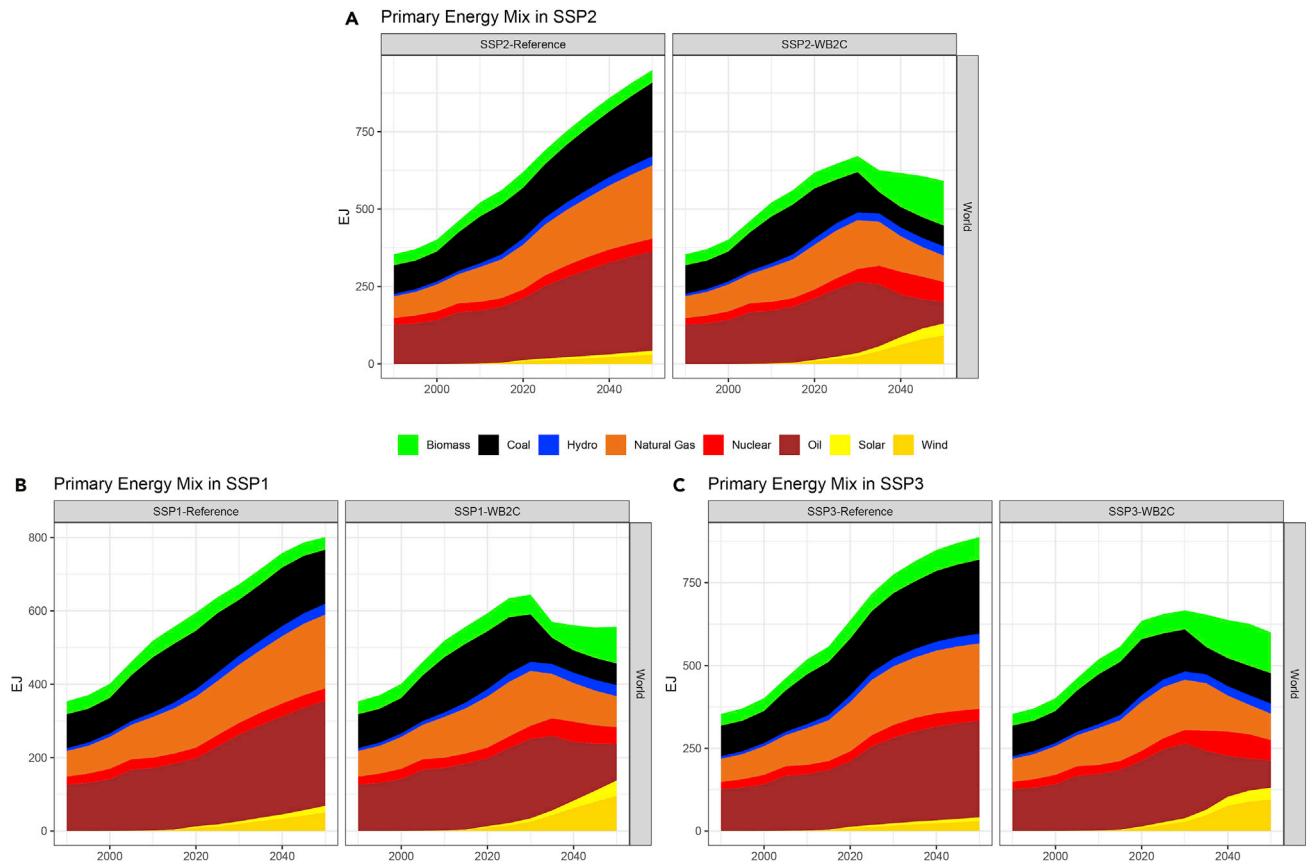 A Primary Energy Mix in SSP2
SSP2-Reference SSP2-WB2C
EJ
750
500
250
0
World
2000 2020 2040 2000 2020 2040
Biomass Coal Hydro Natural Gas Nuclear Oil Solar Wind
B Primary Energy Mix in SSP1
SSP1-Reference SSP1-WB2C
EJ
800
600
400
200
0
World
2000 2020 2040 2000 2020 2040
C Primary Energy Mix in SSP3
SSP3-Reference SSP3-WB2C
EJ
750
500
250
0
World
2000 2020 2040 2000 2020 2040